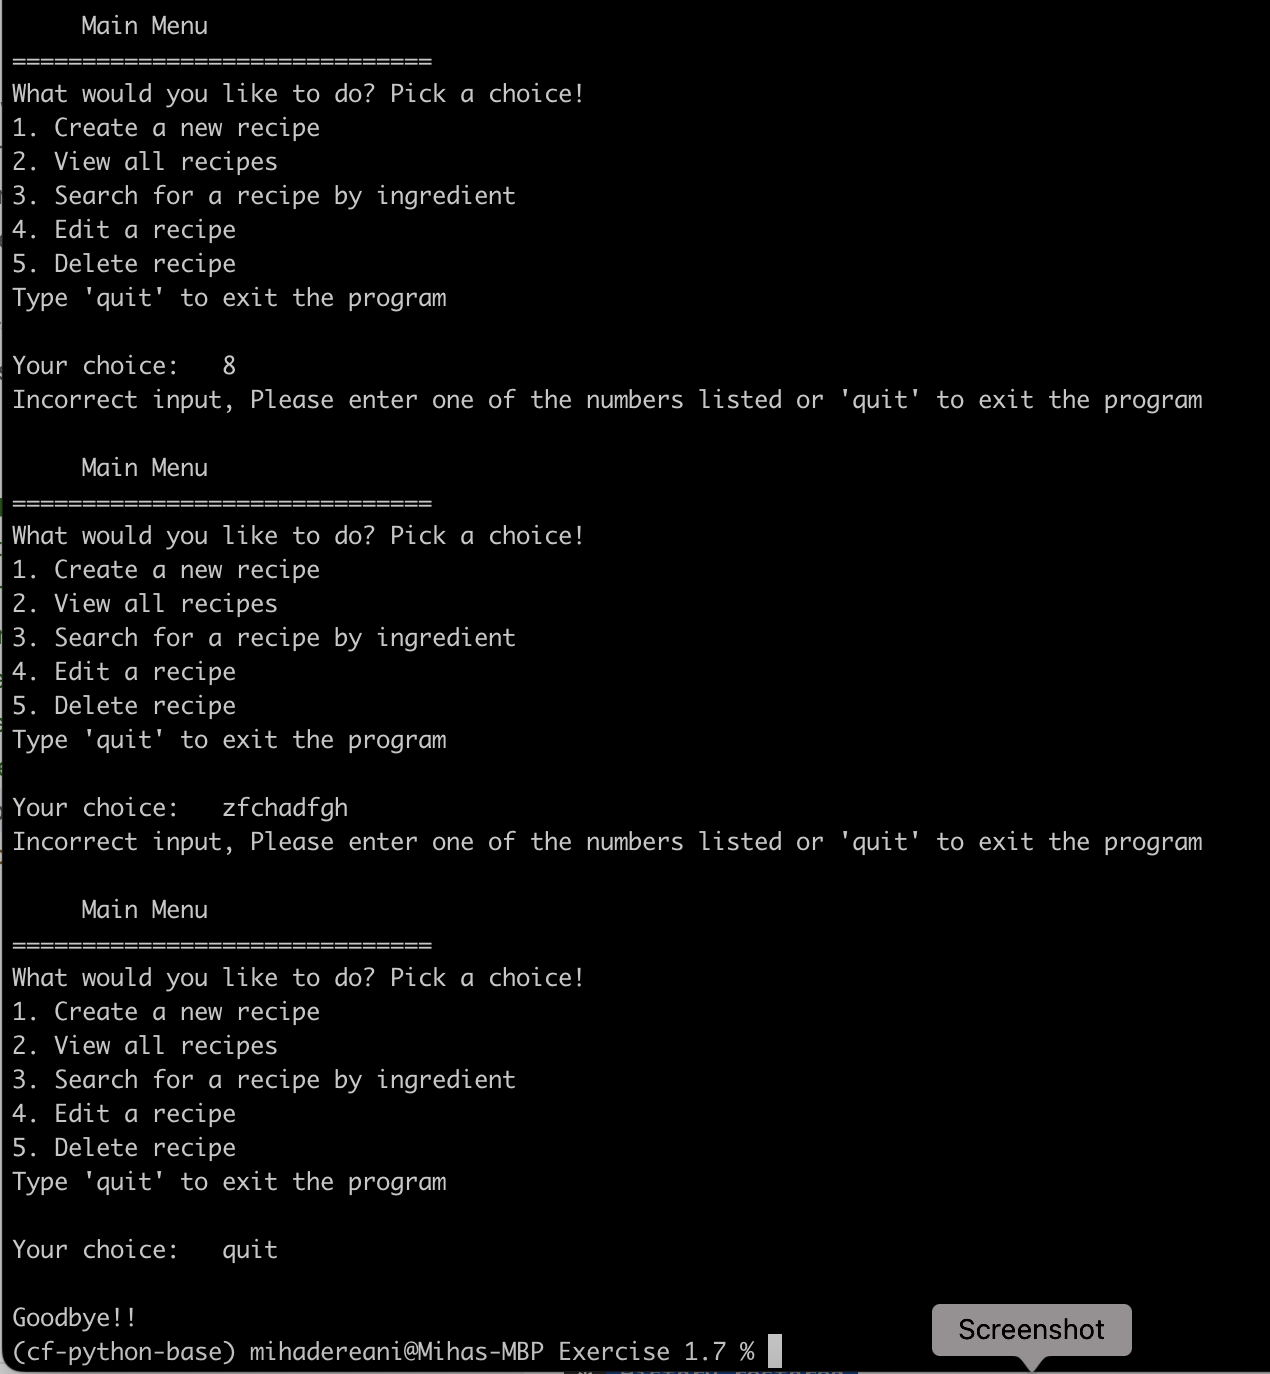 Main Menu
==============================
What would you like to do? Pick a choice!
1. Create a new recipe
2. View all recipes
3. Search for a recipe by ingredient
4. Edit a recipe
5. Delete recipe
Type 'quit' to exit the program
Your choice:   8
Incorrect input, Please enter one of the numbers listed or 'quit' to exit the program
Main Menu
==============================
What would you like to do? Pick a choice!
1. Create a new recipe
2. View all recipes
3. Search for a recipe by ingredient
4. Edit a recipe
5. Delete recipe
Type 'quit' to exit the program
Your choice:   zfchadfgh
Incorrect input, Please enter one of the numbers listed or 'quit' to exit the program
Main Menu
==============================
What would you like to do? Pick a choice!
1. Create a new recipe
2. View all recipes
3. Search for a recipe by ingredient
4. Edit a recipe
5. Delete recipe
Type 'quit' to exit the program
Your choice:   quit
Goodbye!!
Screenshot
(cf-python-base) mihadereani@Mihas-MBP Exercise 1.7 %